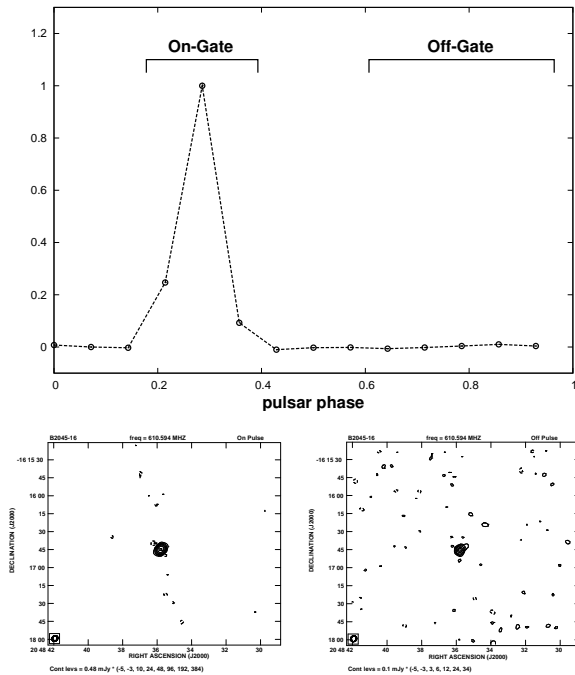 On-Gate Off-Gate
1.2
1
0.8
0.6
0.4
0.2
0
0 0.2 0.4 0.6 0.8 1
pulsar phase
B2045-16 freq = 610.594 MHZ On Pulse
DECLINATION (J2000)
-16 15 30
45
16 00
15
30
45
17 00
15
30
45
18 00
20 48 42 40 38 36 34 32 30
RIGHT ASCENSION (J2000)
Cont levs = 0.48 mJy * (-5, -3, 10, 24, 48, 96, 192, 384)
B2045-16 freq = 610.594 MHZ Off Pulse
DECLINATION (J2000)
-16 15 30
45
16 00
15
30
45
17 00
15
30
45
18 00
20 48 42 40 38 36 34 32 30
RIGHT ASCENSION (J2000)
Cont levs = 0.1 mJy * (-5, -3, 3, 6, 12, 24, 34)